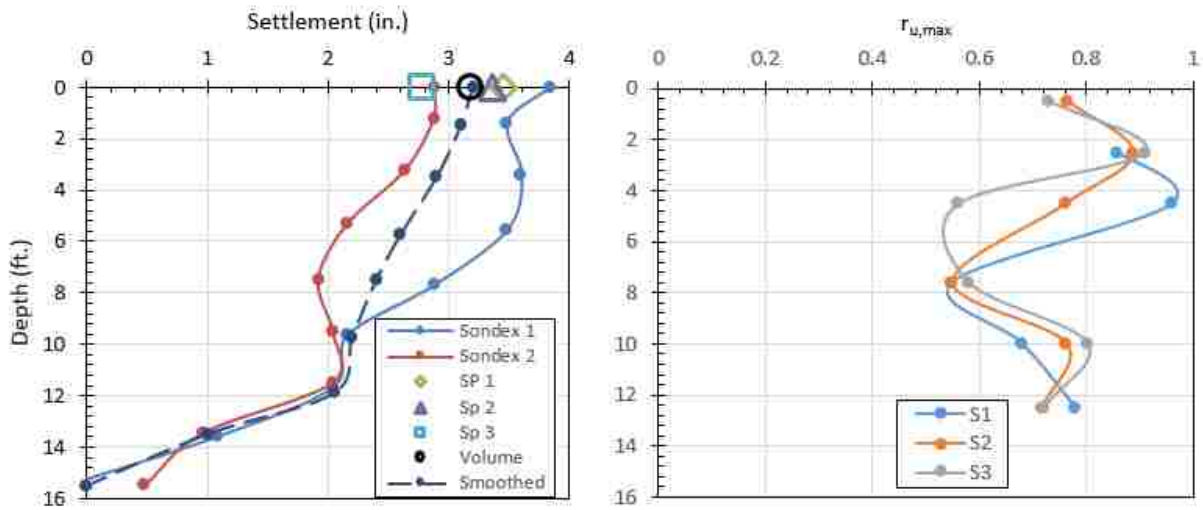 Settlement (in.)
0 1 2 3 4
Depth (ft.)
0
2
4
6
8
10
12
14
16
Sondex 1
Sondex 2
SP 1
Sp 2
Sp 3
Volume
Smoothed
ru,max
0 0.2 0.4 0.6 0.8 1
0
2
4
6
8
10
12
14
16
S1
S2
S3